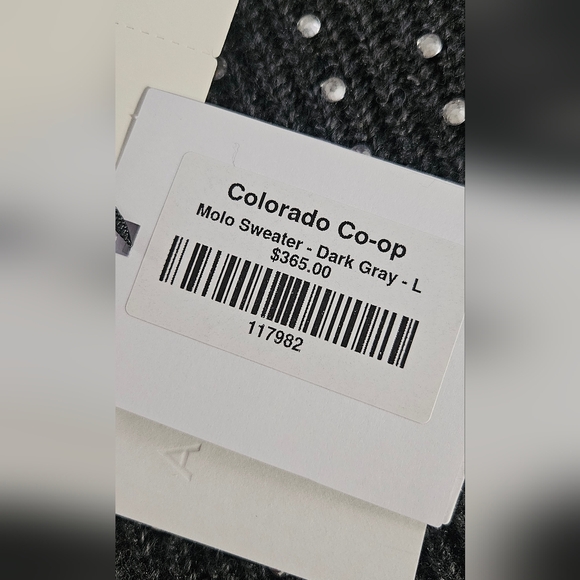 Colorado Co-op
Molo Sweater - Dark Gray - L
$365.00
117982
A